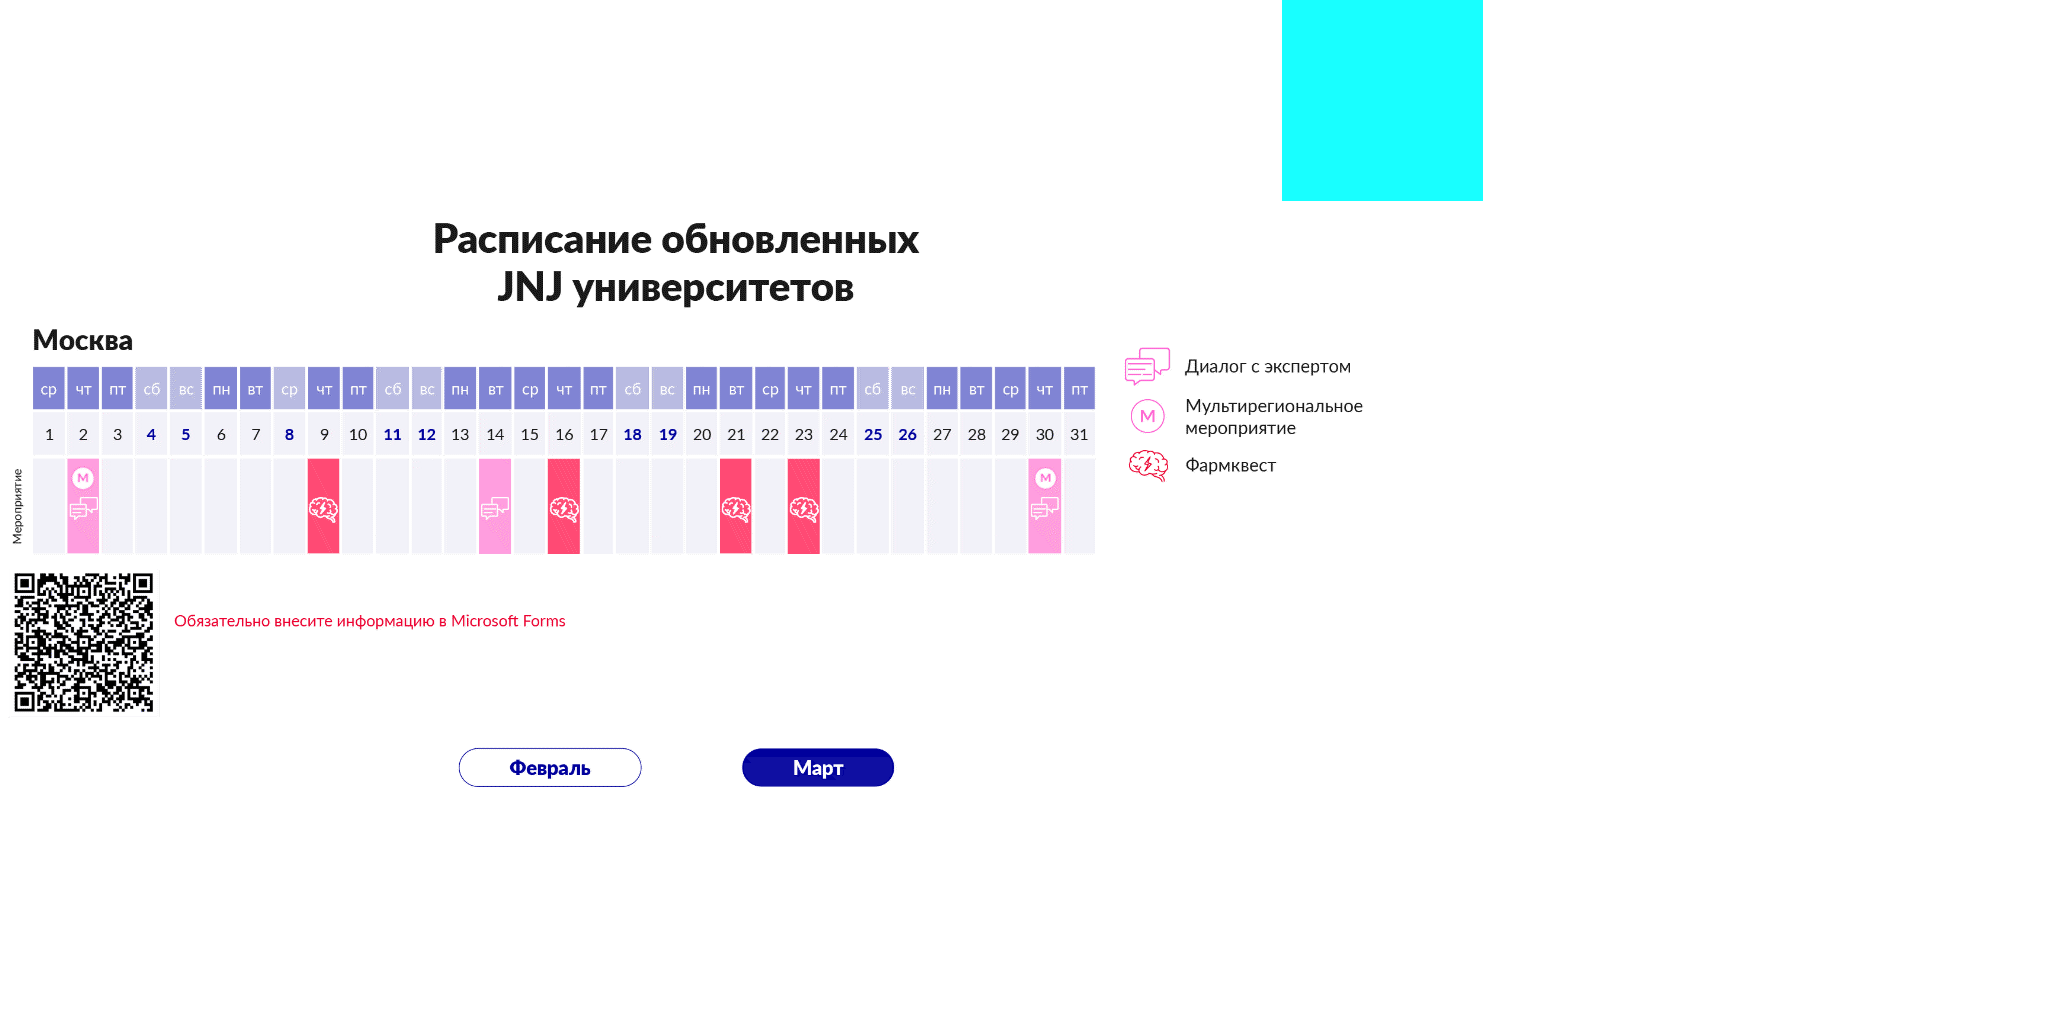 Расписание обновленных
JNJ университетов
Москва
ср чт пт сб вс пн вт ср чт пт сб вс пн вт ср чт пт сб вс пн вт ср чт пт сб вс пн вт ср чт пт
1 2 3 4 5 6 7 8 9 10 11 12 13 14 15 16 17 18 19 20 21 22 23 24 25 26 27 28 29 30 31
Мероприятие
М М
Диалог с экспертом
М
Мультирегиональное
мероприятие
Фармквест
Обязательно внесите информацию в Microsoft Forms
Февраль Март